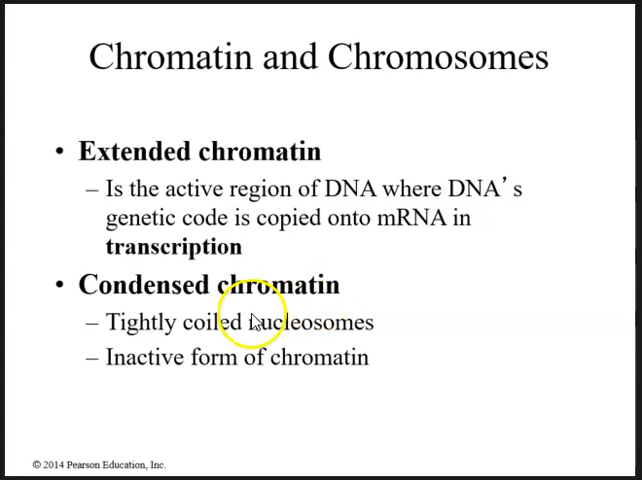 Chromatin and Chromosomes
• Extended chromatin
– Is the active region of DNA where DNA’s
genetic code is copied onto mRNA in
transcription
• Condensed chromatin
– Tightly coiled nucleosomes
– Inactive form of chromatin
© 2014 Pearson Education, Inc.